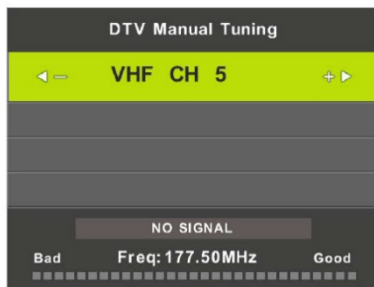 DTV Manual Tuning
− VHF CH 5 +
NO SIGNAL
Bad Freq:177.50MHz Good